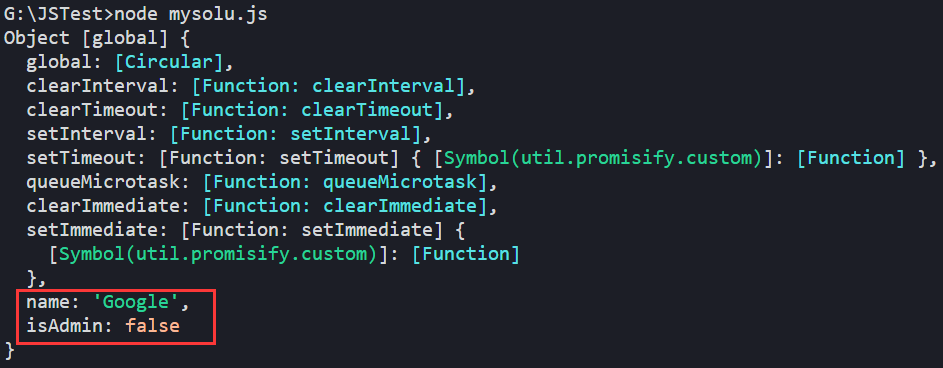 G:\JSTest>node mysolu.js
Object [global] {
  global: [Circular],
  clearInterval: [Function: clearInterval],
  clearTimeout: [Function: clearTimeout],
  setInterval: [Function: setInterval],
  setTimeout: [Function: setTimeout] { [Symbol(util.promisify.custom)]: [Function] },
  queueMicrotask: [Function: queueMicrotask],
  clearImmediate: [Function: clearImmediate],
  setImmediate: [Function: setImmediate] {
    [Symbol(util.promisify.custom)]: [Function]
  },
  name: 'Google',
  isAdmin: false
}